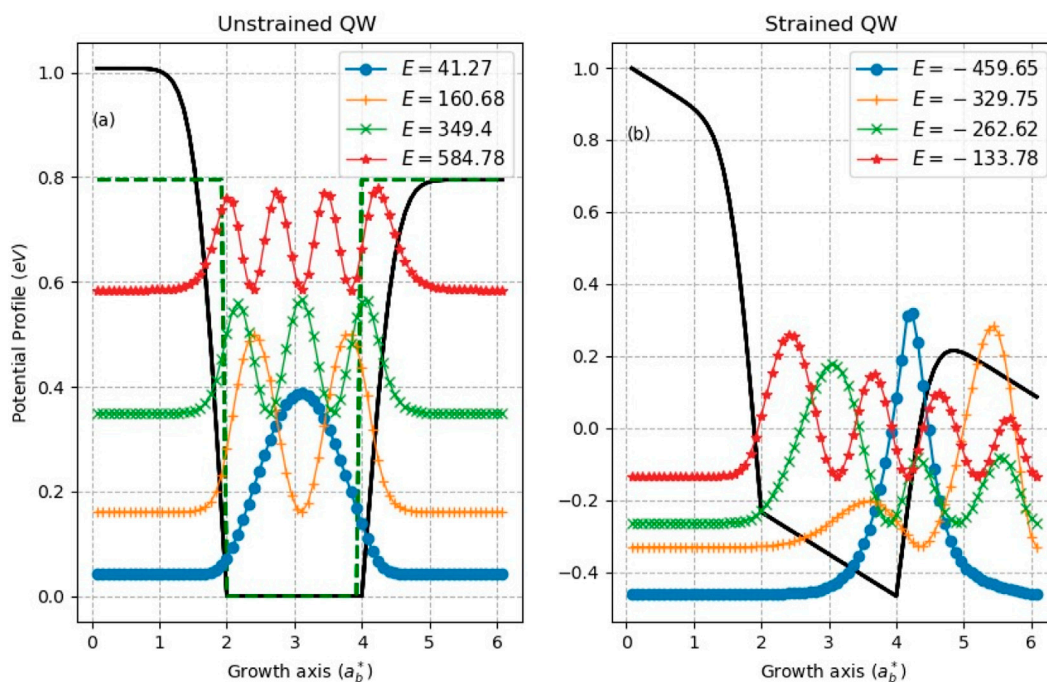 Unstrained QW
Strained QW
E = 41.27
E = 160.68
E = 349.4
E = 584.78
(a)
1.0
0.8
0.6
0.4
0.2
0.0
Potential Profile (eV)
0 1 2 3 4 5 6
Growth axis (a*b)
E = −459.65
E = −329.75
E = −262.62
E = −133.78
(b)
1.0
0.8
0.6
0.4
0.2
0.0
−0.2
−0.4
0 1 2 3 4 5 6
Growth axis (a*b)